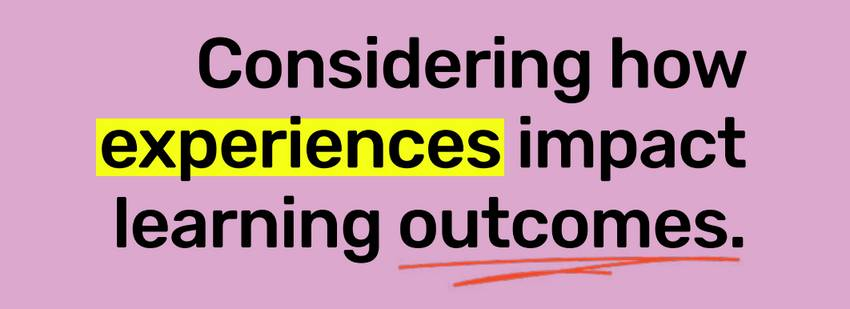 Considering how
experiences impact
learning outcomes.